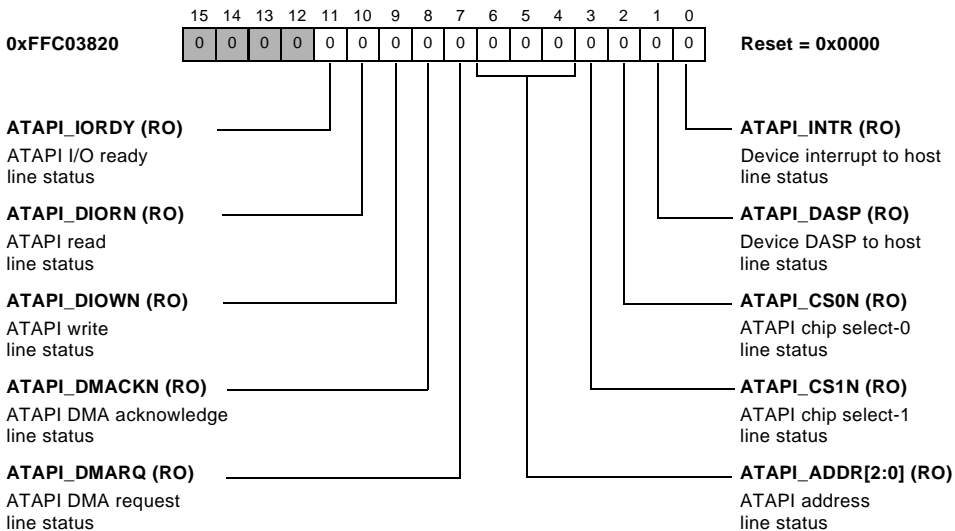 15 14 13 12 11 10 9 8 7 6 5 4 3 2 1 0
0xFFC03820 0 0 0 0 0 0 0 0 0 0 0 0 0 0 0 0 Reset = 0x0000
ATAPI_IORDY (RO)
ATAPI I/O ready
line status
ATAPI_DIORN (RO)
ATAPI read
line status
ATAPI_DIOWN (RO)
ATAPI write
line status
ATAPI_DMACKN (RO)
ATAPI DMA acknowledge
line status
ATAPI_DMARQ (RO)
ATAPI DMA request
line status
ATAPI_INTR (RO)
Device interrupt to host
line status
ATAPI_DASP (RO)
Device DASP to host
line status
ATAPI_CS0N (RO)
ATAPI chip select-0
line status
ATAPI_CS1N (RO)
ATAPI chip select-1
line status
ATAPI_ADDR[2:0] (RO)
ATAPI address
line status